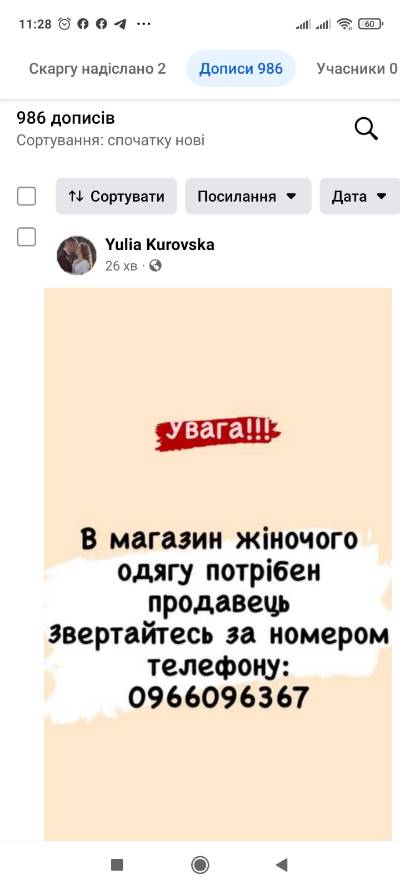 11:28 60
Скаргу надіслано 2 Дописи 986 Учасники 0
986 дописів
Сортування: спочатку нові
Сортувати Посилання Дата
Yulia Kurovska
26 хв ·
Увага!!!
В магазин жіночого
одягу потрібен
продавець
Звертайтесь за номером
телефону:
0966096367